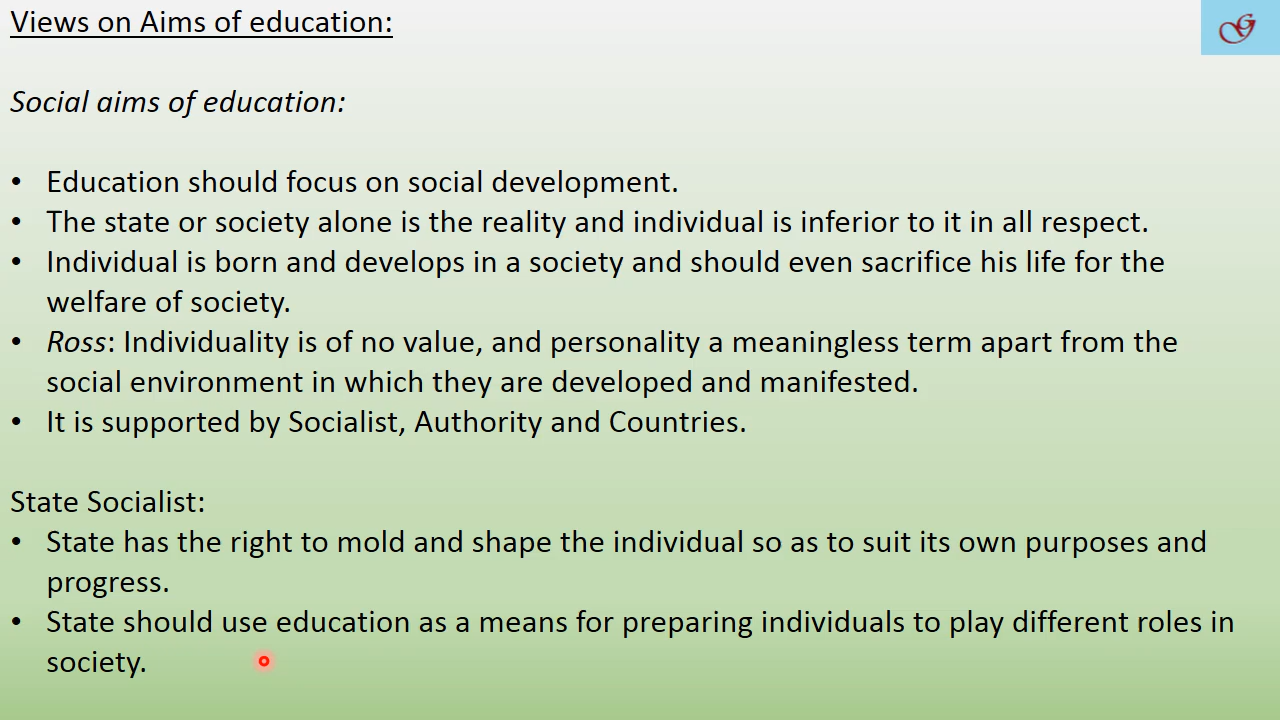 Views on Aims of education:
Social aims of education:
• Education should focus on social development.
• The state or society alone is the reality and individual is inferior to it in all respect.
• Individual is born and develops in a society and should even sacrifice his life for the
welfare of society.
• Ross: Individuality is of no value, and personality a meaningless term apart from the
social environment in which they are developed and manifested.
• It is supported by Socialist, Authority and Countries.
State Socialist:
• State has the right to mold and shape the individual so as to suit its own purposes and
progress.
• State should use education as a means for preparing individuals to play different roles in
society.